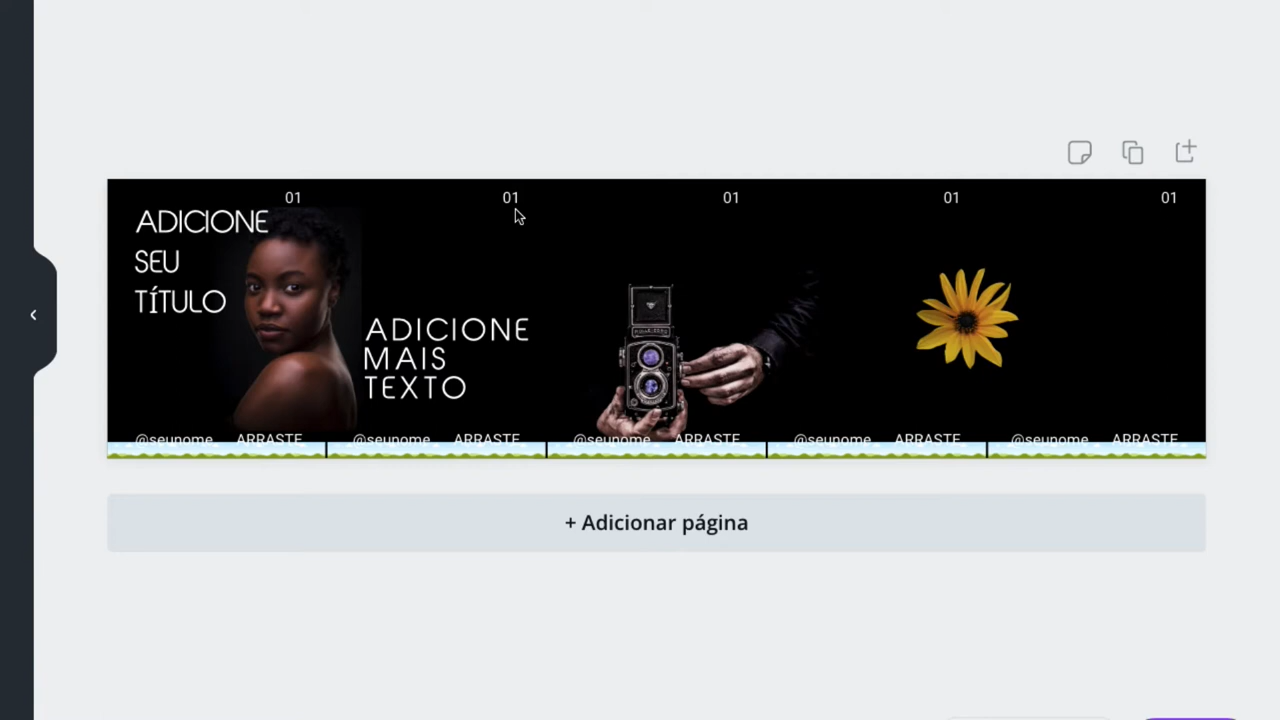 01
01
01
01
01
ADICIONE
SEU
TÍTULO
ADICIONE
MAIS
TEXTO
@seunome ARRASTE
@seunome ARRASTE
@seunome ARRASTE
@seunome ARRASTE
@seunome ARRASTE
+ Adicionar página